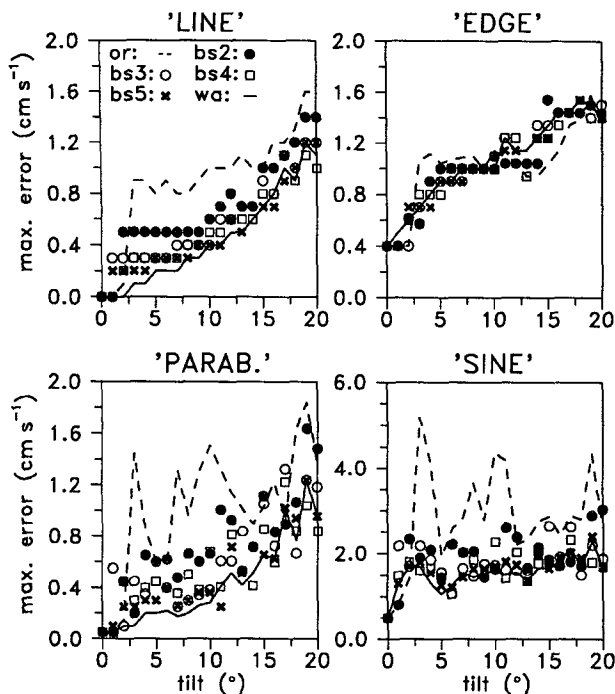 'LINE' 'EDGE'
or: bs2:
bs3: bs4:
bs5: wa:
max. error (cm s⁻¹)
2.0
1.6
1.2
0.8
0.4
0.0
0 5 10 15 20
2.0
1.6
1.2
0.8
0.4
0.0
0 5 10 15 20
'PARAB.' 'SINE'
max. error (cm s⁻¹)
2.0
1.6
1.2
0.8
0.4
0.0
0 5 10 15 20
tilt (°)
6.0
4.0
2.0
0.0
0 5 10 15 20
tilt (°)